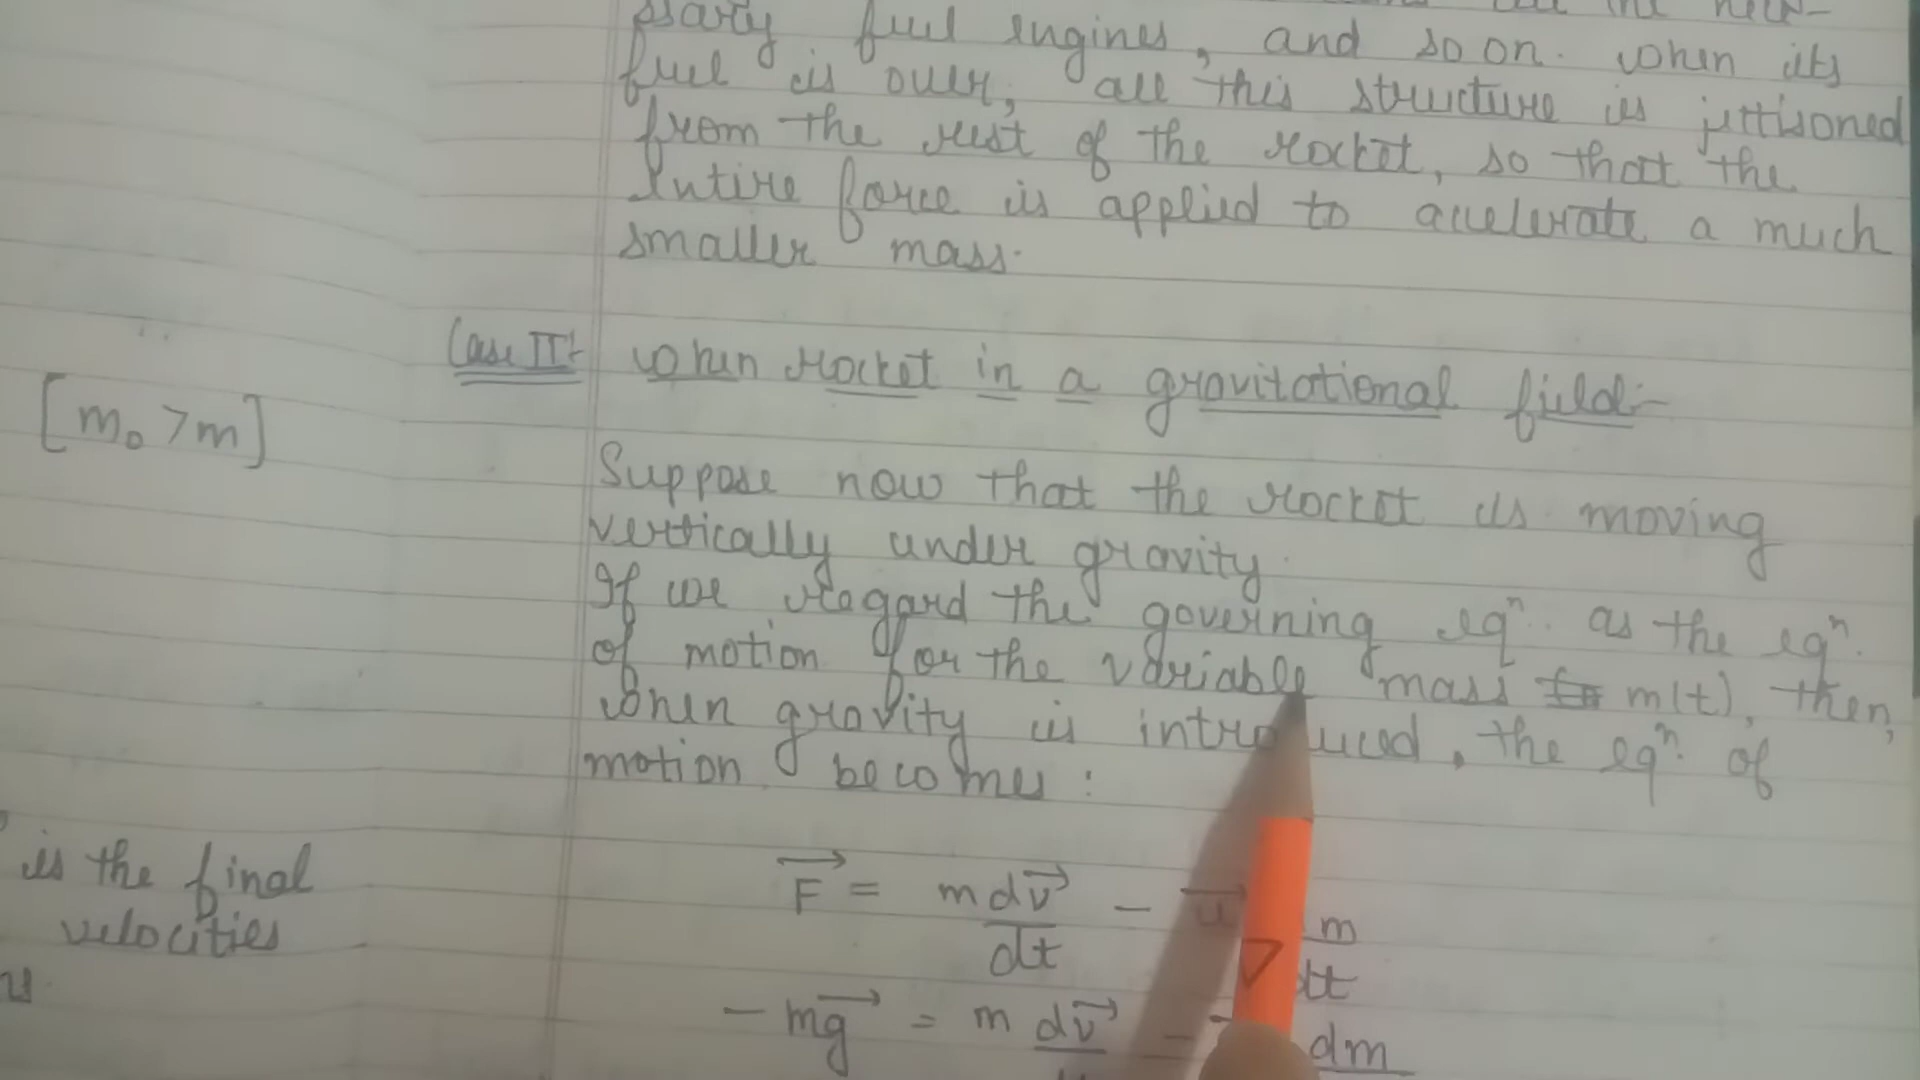 ssary fuel engines, and so on. when its
fuel is over, all this structure is jettisoned
from the rest of the rocket, so that the
Entire force is applied to accelerate a much
smaller mass.
Case II:- when rocket in a gravitational field:-
[m₀ > m]
Suppose now that the rocket is moving
vertically under gravity.
If we regard the governing eqⁿ. as the eqⁿ.
of motion for the variable mass m(t), then,
when gravity is introduced, the eqⁿ. of
motion becomes :
is the final
velocities
F⃗ = m dv⃗/dt - u⃗ m
dt
- mg⃗ = m dv⃗ - dm